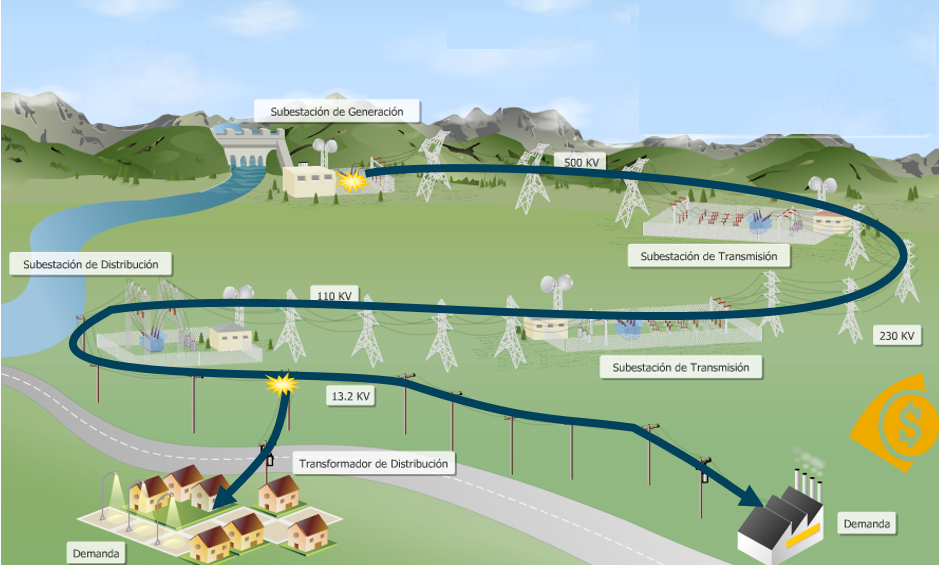 Subestación de Generación
500 KV
Subestación de Transmisión
Subestación de Distribución
110 KV
230 KV
Subestación de Transmisión
13.2 KV
Transformador de Distribución
$
Demanda
Demanda